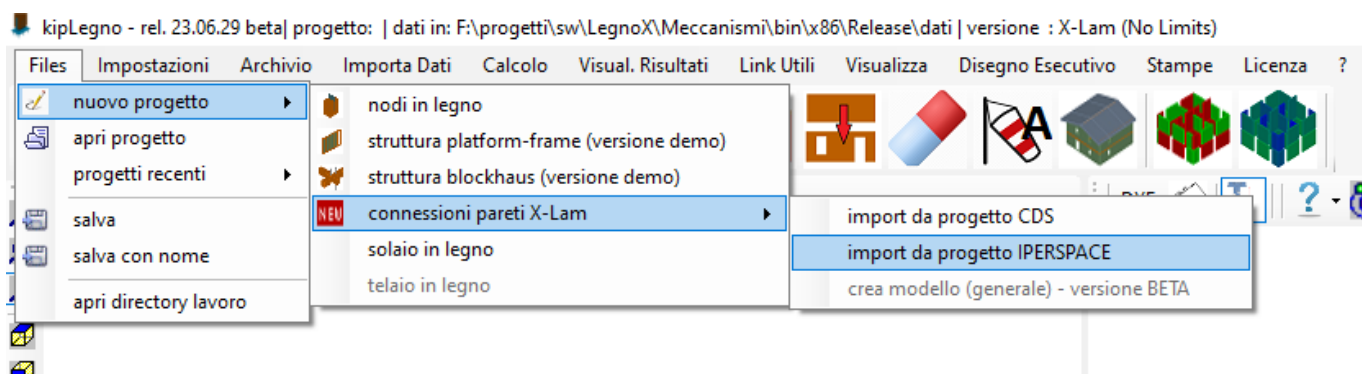 kipLegno - rel. 23.06.29 beta| progetto: | dati in: F:\progetti\sw\LegnoX\Meccanismi\bin\x86\Release\dati | versione : X-Lam (No Limits)
Files Impostazioni Archivio Importa Dati Calcolo Visual. Risultati Link Utili Visualizza Disegno Esecutivo Stampe Licenza ?
nuovo progetto
apri progetto
progetti recenti
salva
salva con nome
apri directory lavoro
nodi in legno
struttura platform-frame (versione demo)
struttura blockhaus (versione demo)
NEW connessioni pareti X-Lam
solaio in legno
telaio in legno
import da progetto CDS
import da progetto IPERSPACE
crea modello (generale) - versione BETA
A
?